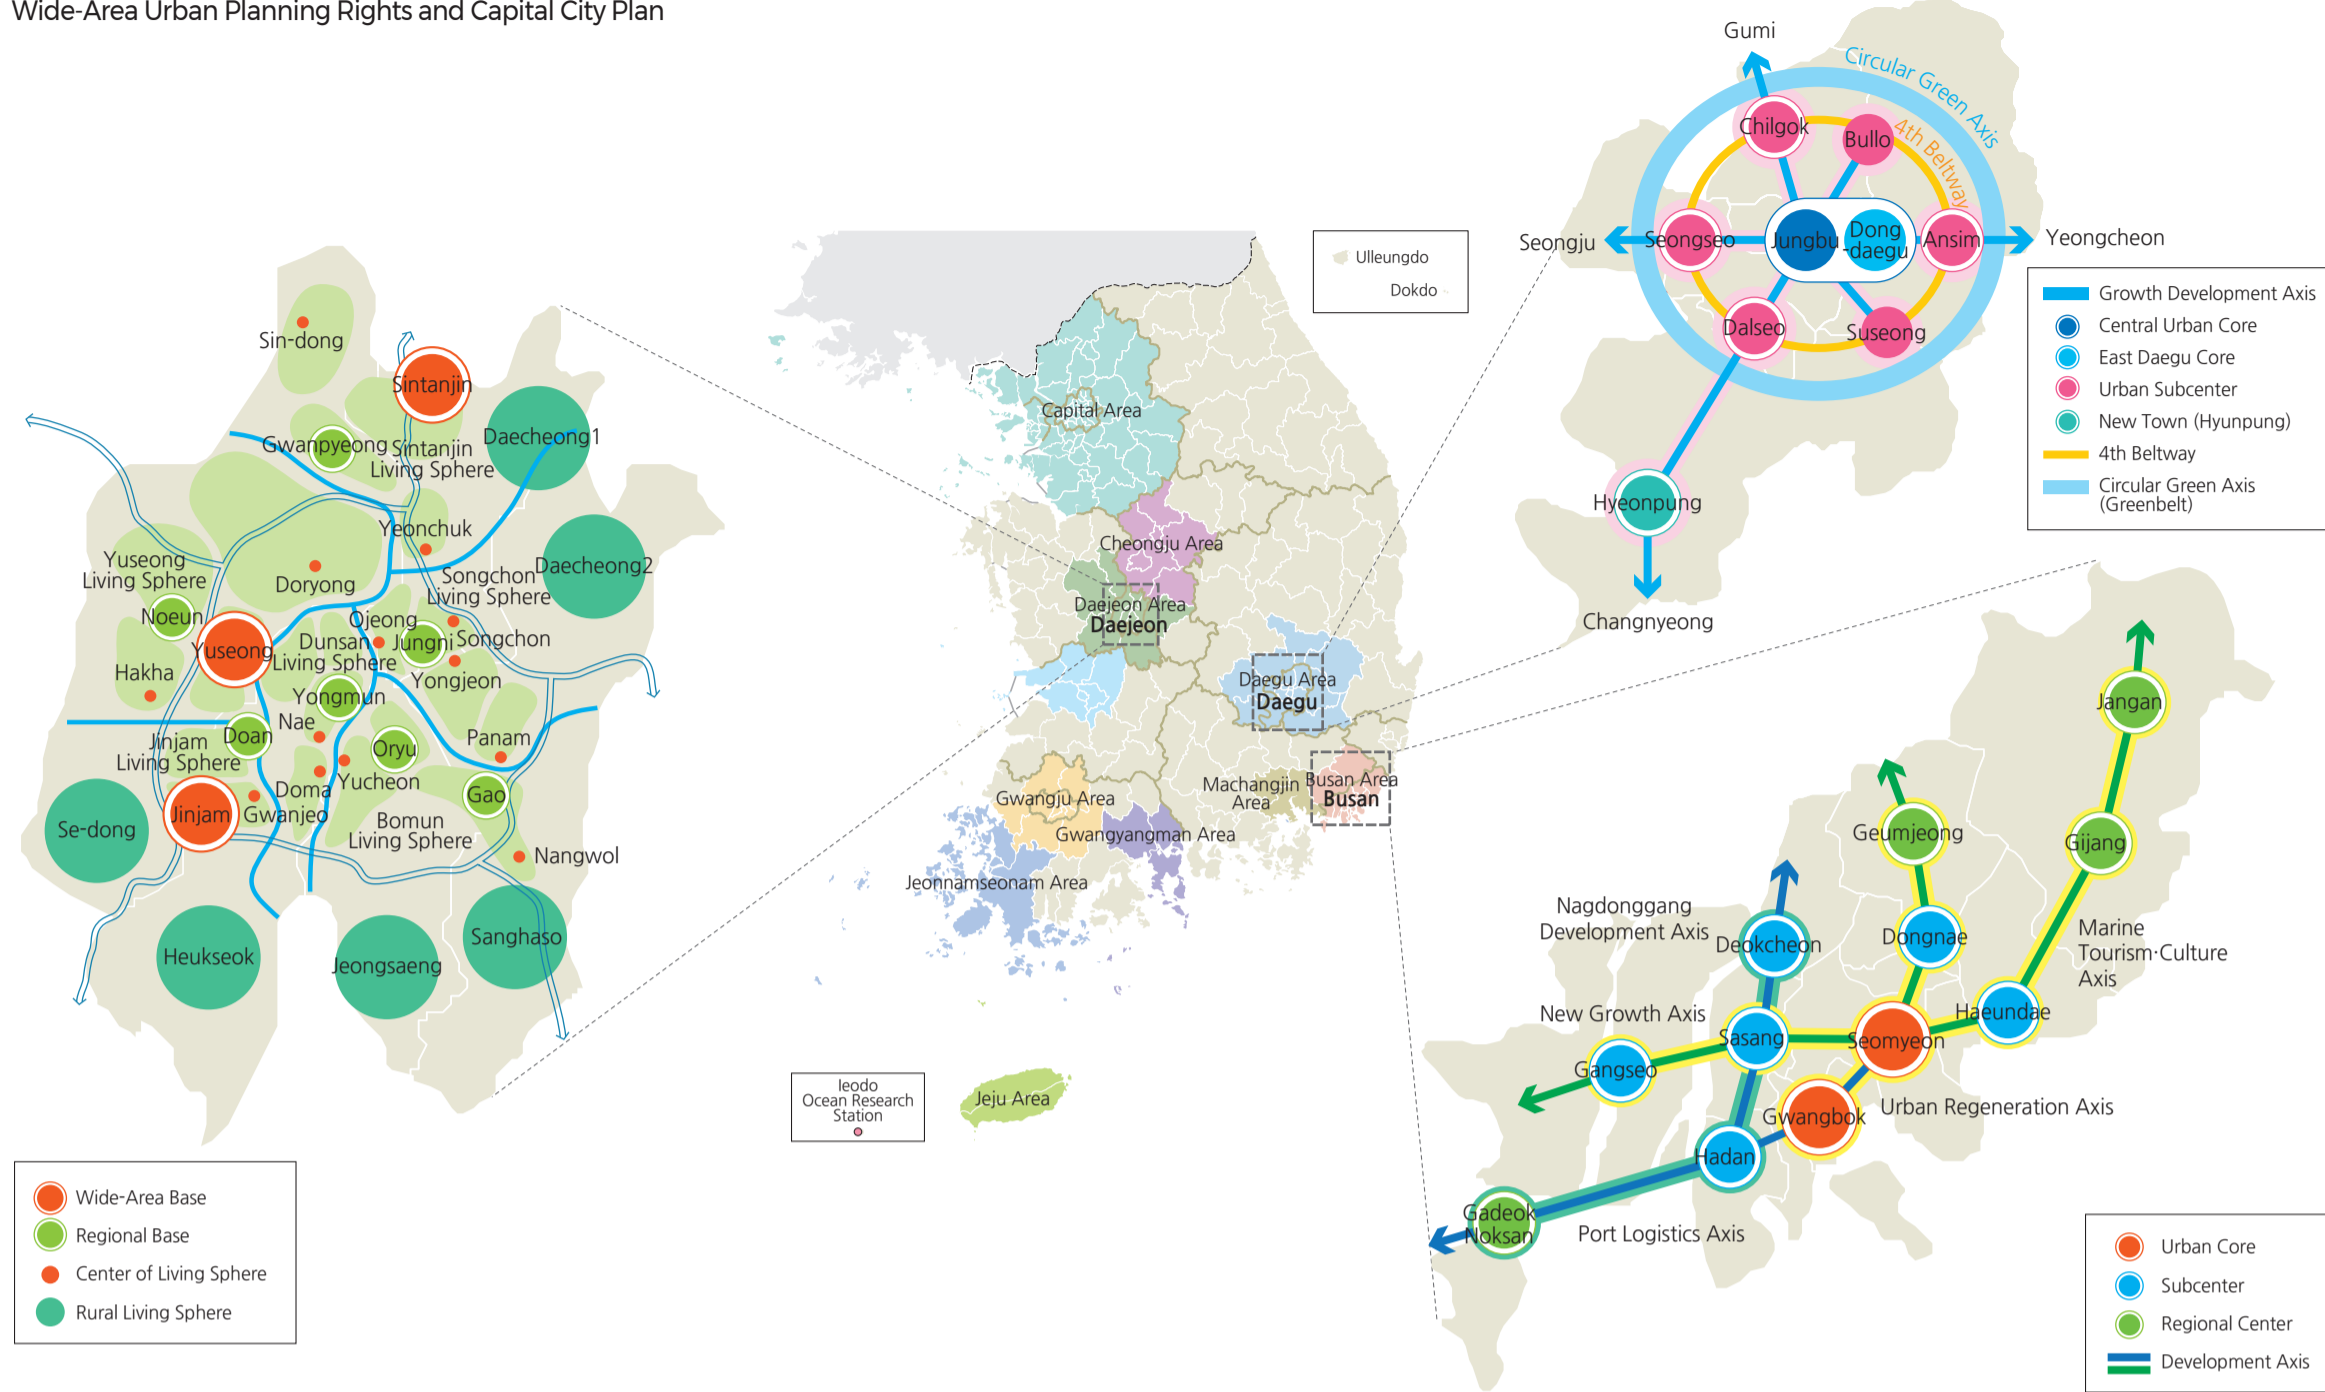 Wide-Area Urban Planning Rights and Capital City Plan
Sin-dong
Sintanjin
Gwanpyeong
Sintanjin
Living Sphere
Daecheong1
Yeonchuk
Daecheong2
Yuseong
Living Sphere
Doryong
Songchon
Living Sphere
Noeun
Ojeong
Yuseong
Dunsan
Living Sphere
Jungni
Songchon
Hakha
Yongjeon
Yongmun
Nae
Doan
Jinjam
Living Sphere
Oryu
Panam
Yucheon
Doma
Gao
Jinjam
Gwanjeo
Se-dong
Bomun
Living Sphere
Nangwol
Heukseok
Jeongsaeng
Sanghaso
Wide-Area Base
Regional Base
Center of Living Sphere
Rural Living Sphere
Ulleungdo
Dokdo
Capital Area
Cheongju Area
Daejeon Area
Daejeon
Daegu Area
Daegu
Machangjin
Area
Busan Area
Busan
Gwangju Area
Gwangyangman Area
Jeonnamseonam Area
Ieodo
Ocean Research
Station
Jeju Area
Gumi
Circular Green Axis
4th Beltway
Chilgok
Bullo
Seongju
Seongseo
Jungbu
Dong
-daegu
Ansim
Yeongcheon
Dalseo
Suseong
Hyeonpung
Changnyeong
Growth Development Axis
Central Urban Core
East Daegu Core
Urban Subcenter
New Town (Hyunpung)
4th Beltway
Circular Green Axis
(Greenbelt)
Jangan
Geumjeong
Gijang
Nagdonggang
Development Axis
Deokcheon
Dongnae
Marine
Tourism·Culture
Axis
New Growth Axis
Sasang
Seomyeon
Haeundae
Gangseo
Gwangbok
Urban Regeneration Axis
Hadan
Gadeok
Noksan
Port Logistics Axis
Urban Core
Subcenter
Regional Center
Development Axis